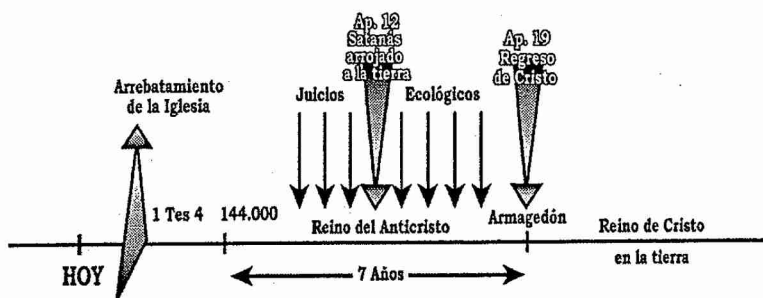 Ap. 12
Satanás
arrojado
a la tierra
Ap. 19
Regreso
de Cristo
Arrebatamiento
de la Iglesia
Juicios
Ecológicos
1 Tes 4
144.000
Reino del Anticristo
Armagedón
Reino de Cristo
en la tierra
HOY
7 Años